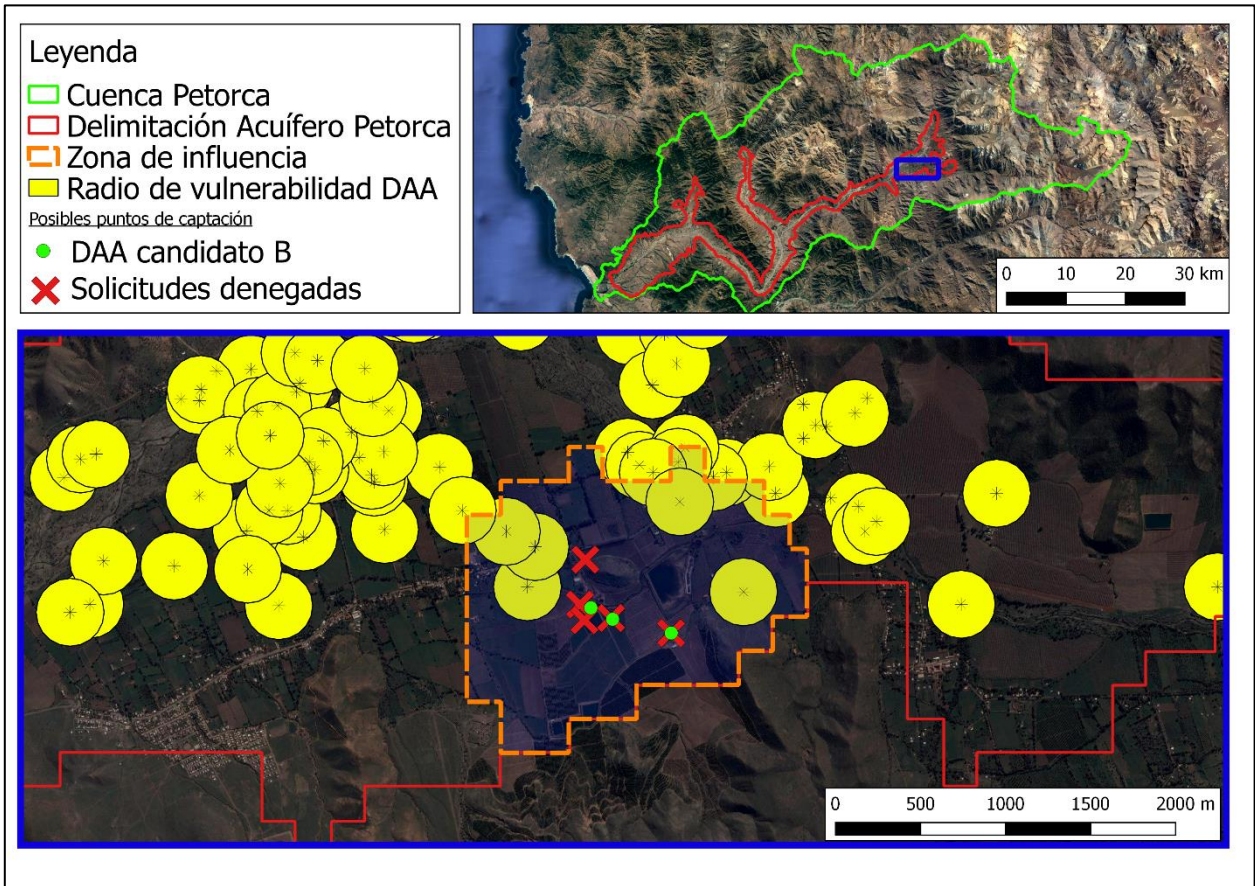 Leyenda
Cuenca Petorca
Delimitación Acuífero Petorca
Zona de influencia
Radio de vulnerabilidad DAA
Posibles puntos de captación
DAA candidato B
Solicitudes denegadas
0 10 20 30 km
0 500 1000 1500 2000 m